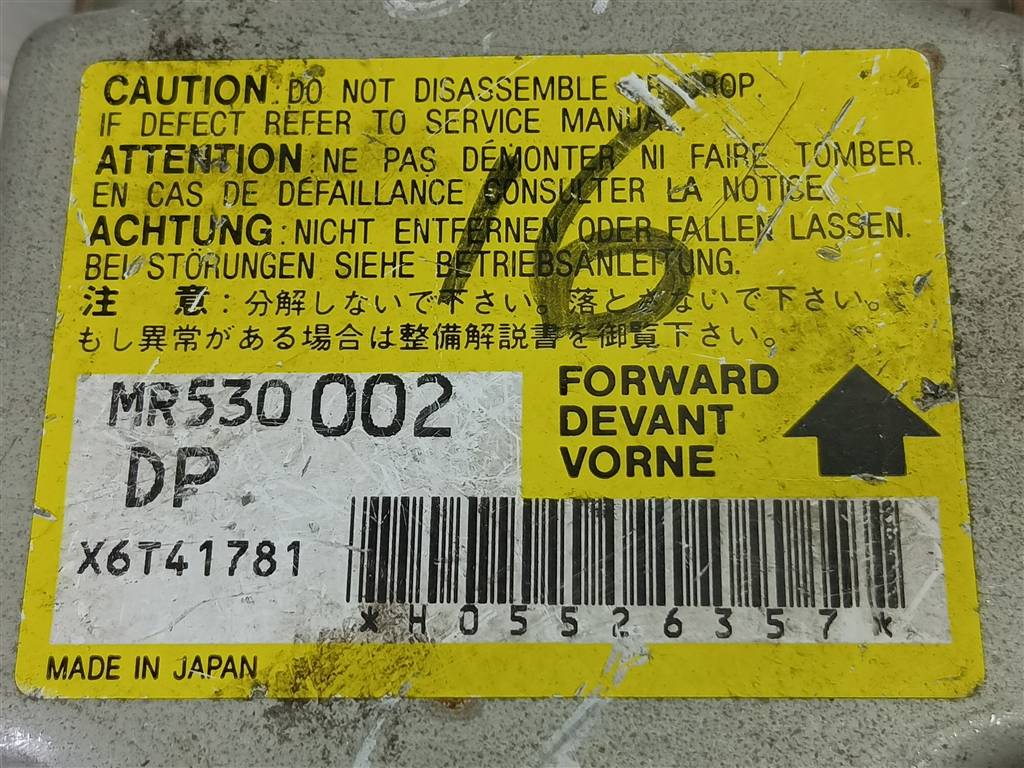 CAUTION : DO NOT DISASSEMBLE DROP.
IF DEFECT REFER TO SERVICE MANUAL
ATTENTION : NE PAS DÉMONTER NI FAIRE TOMBER.
EN CAS DE DÉFAILLANCE CONSULTER LA NOTICE
ACHTUNG : NICHT ENTFERNEN ODER FALLEN LASSEN.
BEI STÖRUNGEN SIEHE BETRIEBSANLEITUNG.
注 意 : 分解しないで下さい。落とさないで下さい。
もし異常がある場合は整備解説書を御覧下さい。
16
MR530 002
DP
FORWARD
DEVANT
VORNE
X6T41781
*H05526357*
MADE IN JAPAN